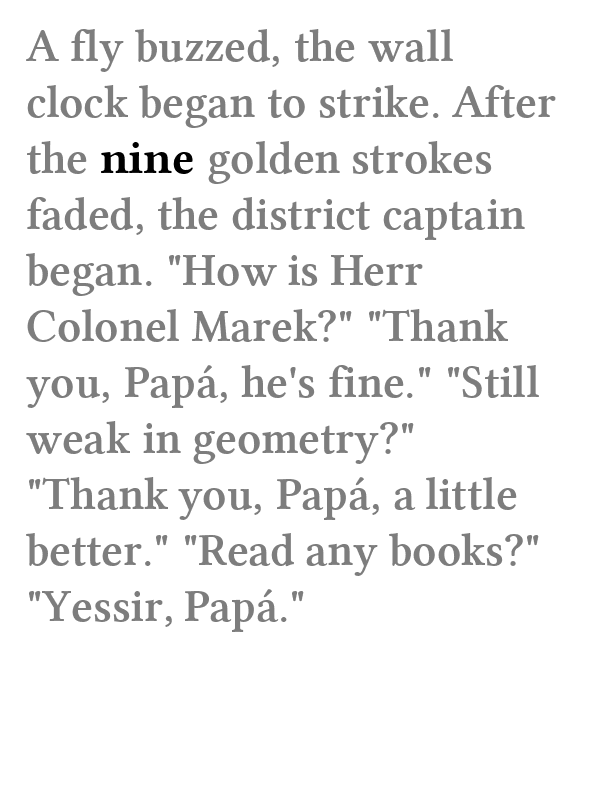 A fly buzzed, the wall
clock began to strike. After
the nine golden strokes
faded, the district captain
began. "How is Herr
Colonel Marek?" "Thank
you, Papá, he's fine." "Still
weak in geometry?"
"Thank you, Papá, a little
better." "Read any books?"
"Yessir, Papá."